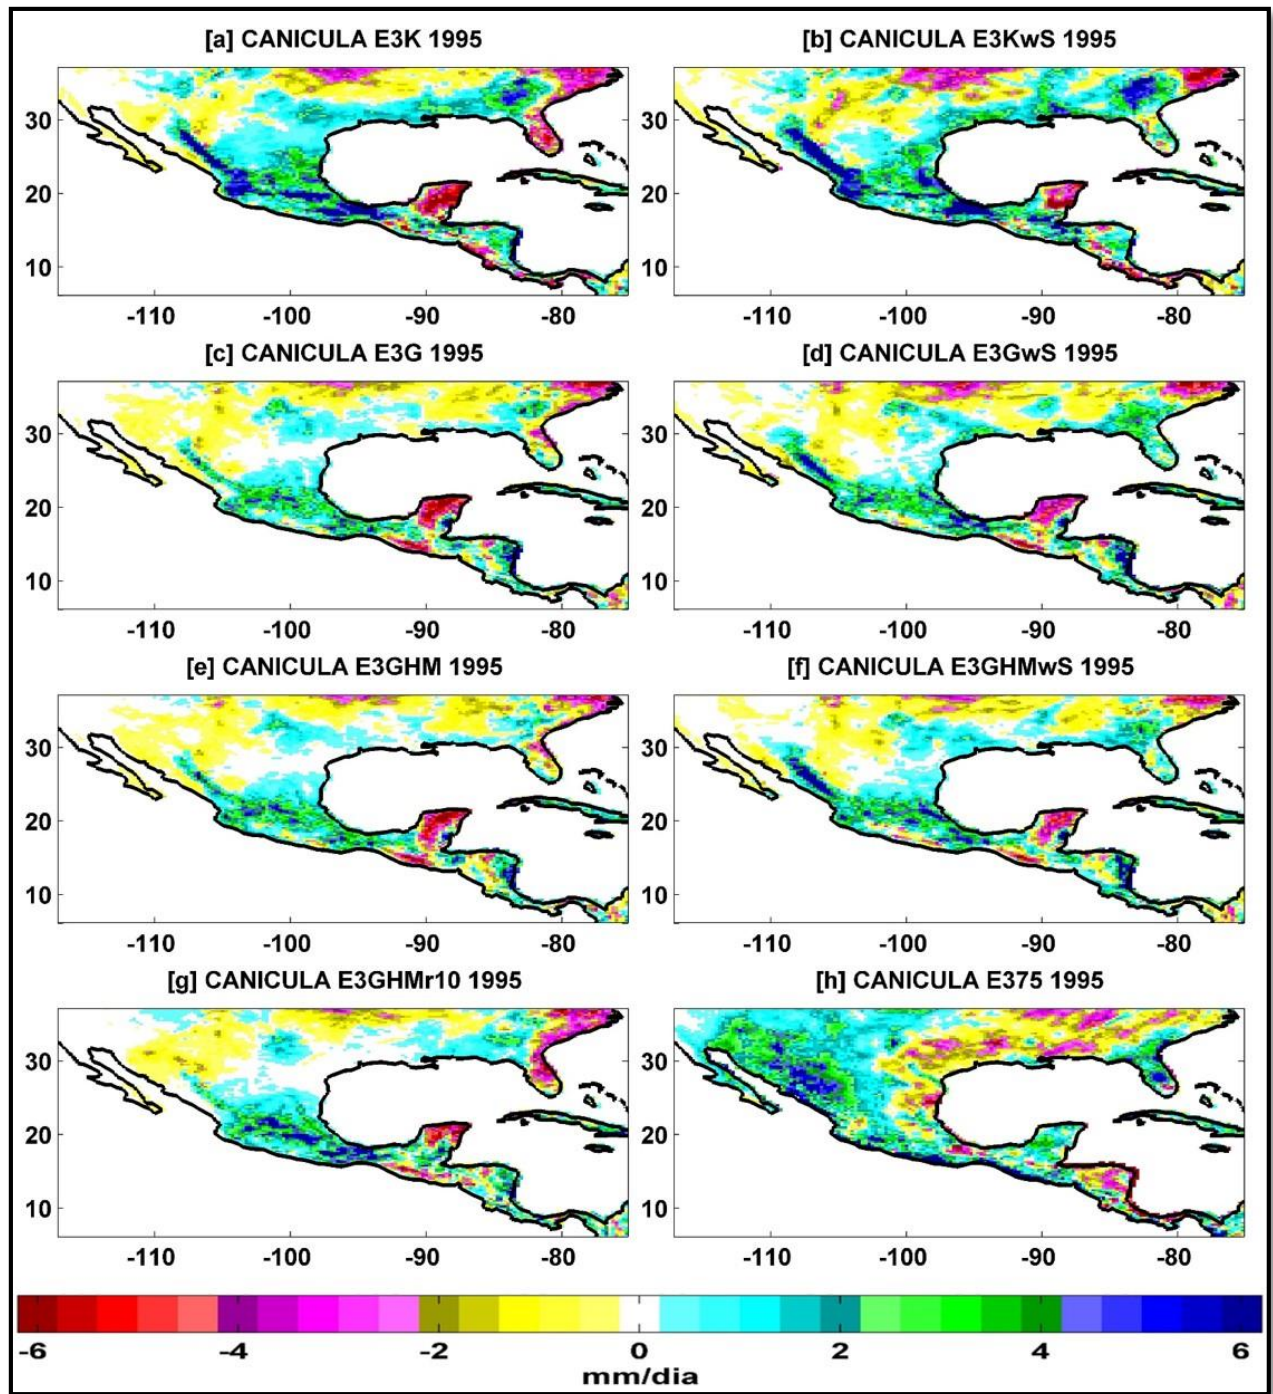 [a] CANICULA E3K 1995
[b] CANICULA E3KwS 1995
30
20
10
-110 -100 -90 -80
30
20
10
-110 -100 -90 -80
[c] CANICULA E3G 1995
[d] CANICULA E3GwS 1995
30
20
10
-110 -100 -90 -80
30
20
10
-110 -100 -90 -80
[e] CANICULA E3GHM 1995
[f] CANICULA E3GHMwS 1995
30
20
10
-110 -100 -90 -80
30
20
10
-110 -100 -90 -80
[g] CANICULA E3GHMr10 1995
[h] CANICULA E375 1995
30
20
10
-110 -100 -90 -80
30
20
10
-110 -100 -90 -80
-6 -4 -2 0 2 4 6
mm/dia